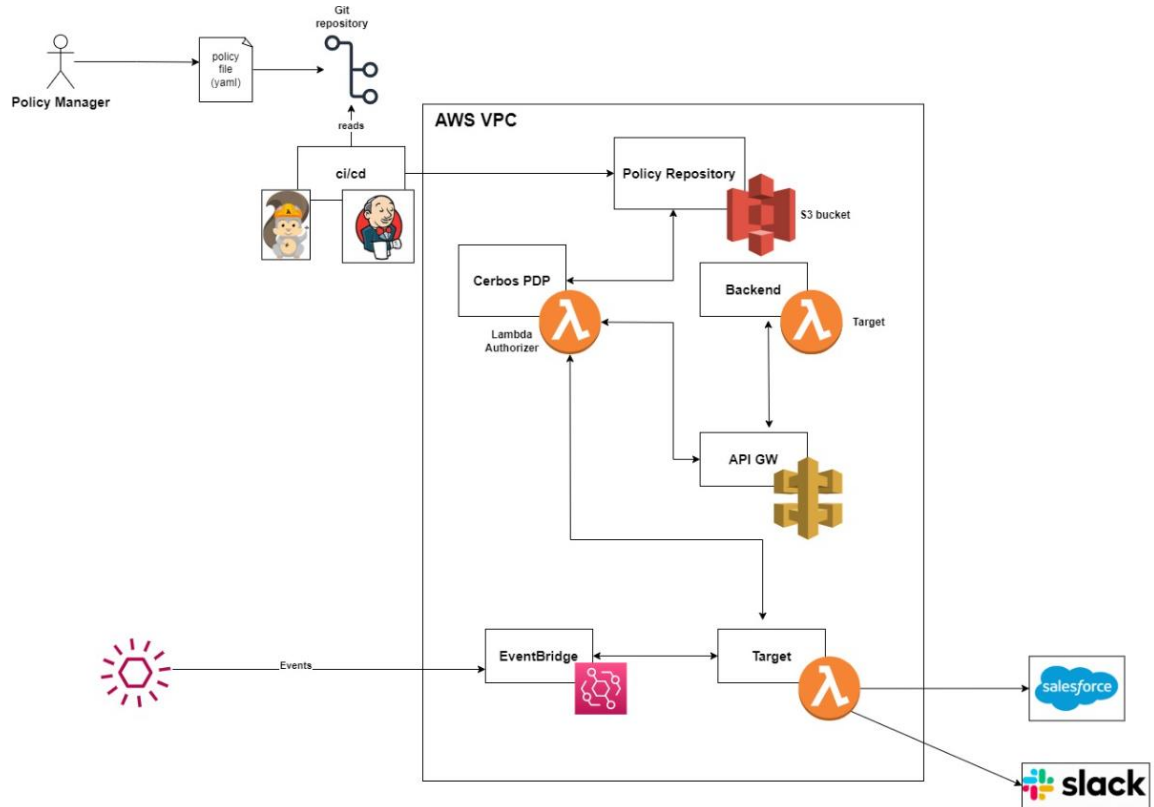 Git
repository
policy
file
(yaml)
Policy Manager
reads
AWS VPC
ci/cd
Policy Repository
S3 bucket
Cerbos PDP
Backend
Lambda
Authorizer
Target
API GW
Events
EventBridge
Target
salesforce
slack